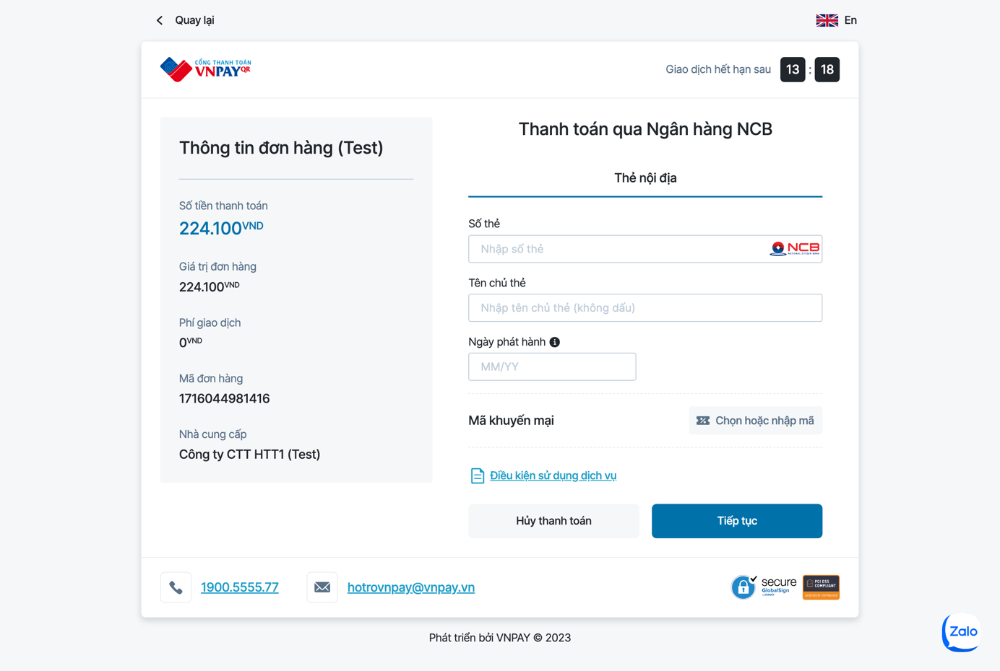 Quay lại
En
CỔNG THANH TOÁN
VNPAYQR
Giao dịch hết hạn sau 13 : 18
Thông tin đơn hàng (Test)
Số tiền thanh toán
224.100VND
Giá trị đơn hàng
224.100VND
Phí giao dịch
0VND
Mã đơn hàng
1716044981416
Nhà cung cấp
Công ty CTT HTT1 (Test)
Thanh toán qua Ngân hàng NCB
Thẻ nội địa
Số thẻ
Nhập số thẻ
NCB
NATIONAL CITIZEN BANK
Tên chủ thẻ
Nhập tên chủ thẻ (không dấu)
Ngày phát hành
MM/YY
Mã khuyến mại
Chọn hoặc nhập mã
Điều kiện sử dụng dịch vụ
Hủy thanh toán
Tiếp tục
1900.5555.77
hotrovnpay@vnpay.vn
secure
GlobalSign
PCI DSS
COMPLIANT
Phát triển bởi VNPAY © 2023
Zalo